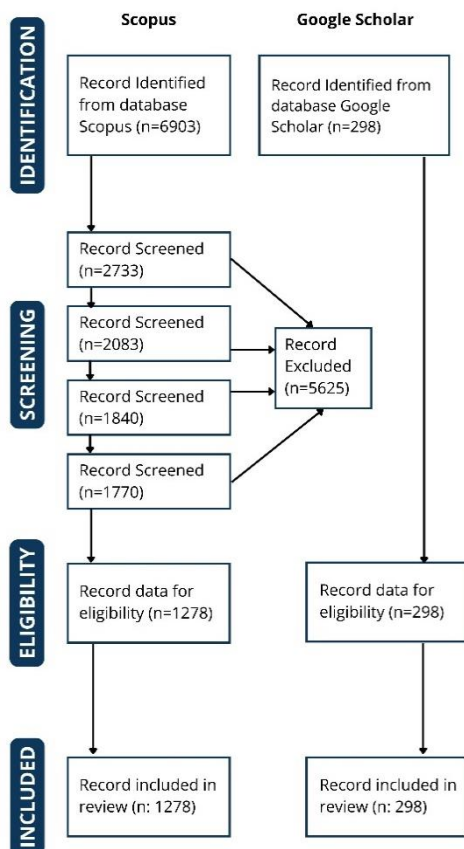 Scopus
Google Scholar
IDENTIFICATION
Record Identified
from database
Scopus (n=6903)
Record Identified from
database Google
Scholar (n=298)
SCREENING
Record Screened
(n=2733)
Record Screened
(n=2083)
Record Screened
(n=1840)
Record Screened
(n=1770)
Record
Excluded
(n=5625)
ELIGIBILITY
Record data for
eligibility (n=1278)
Record data for
eligibility (n=298)
INCLUDED
Record included in
review (n: 1278)
Record included in
review (n: 298)